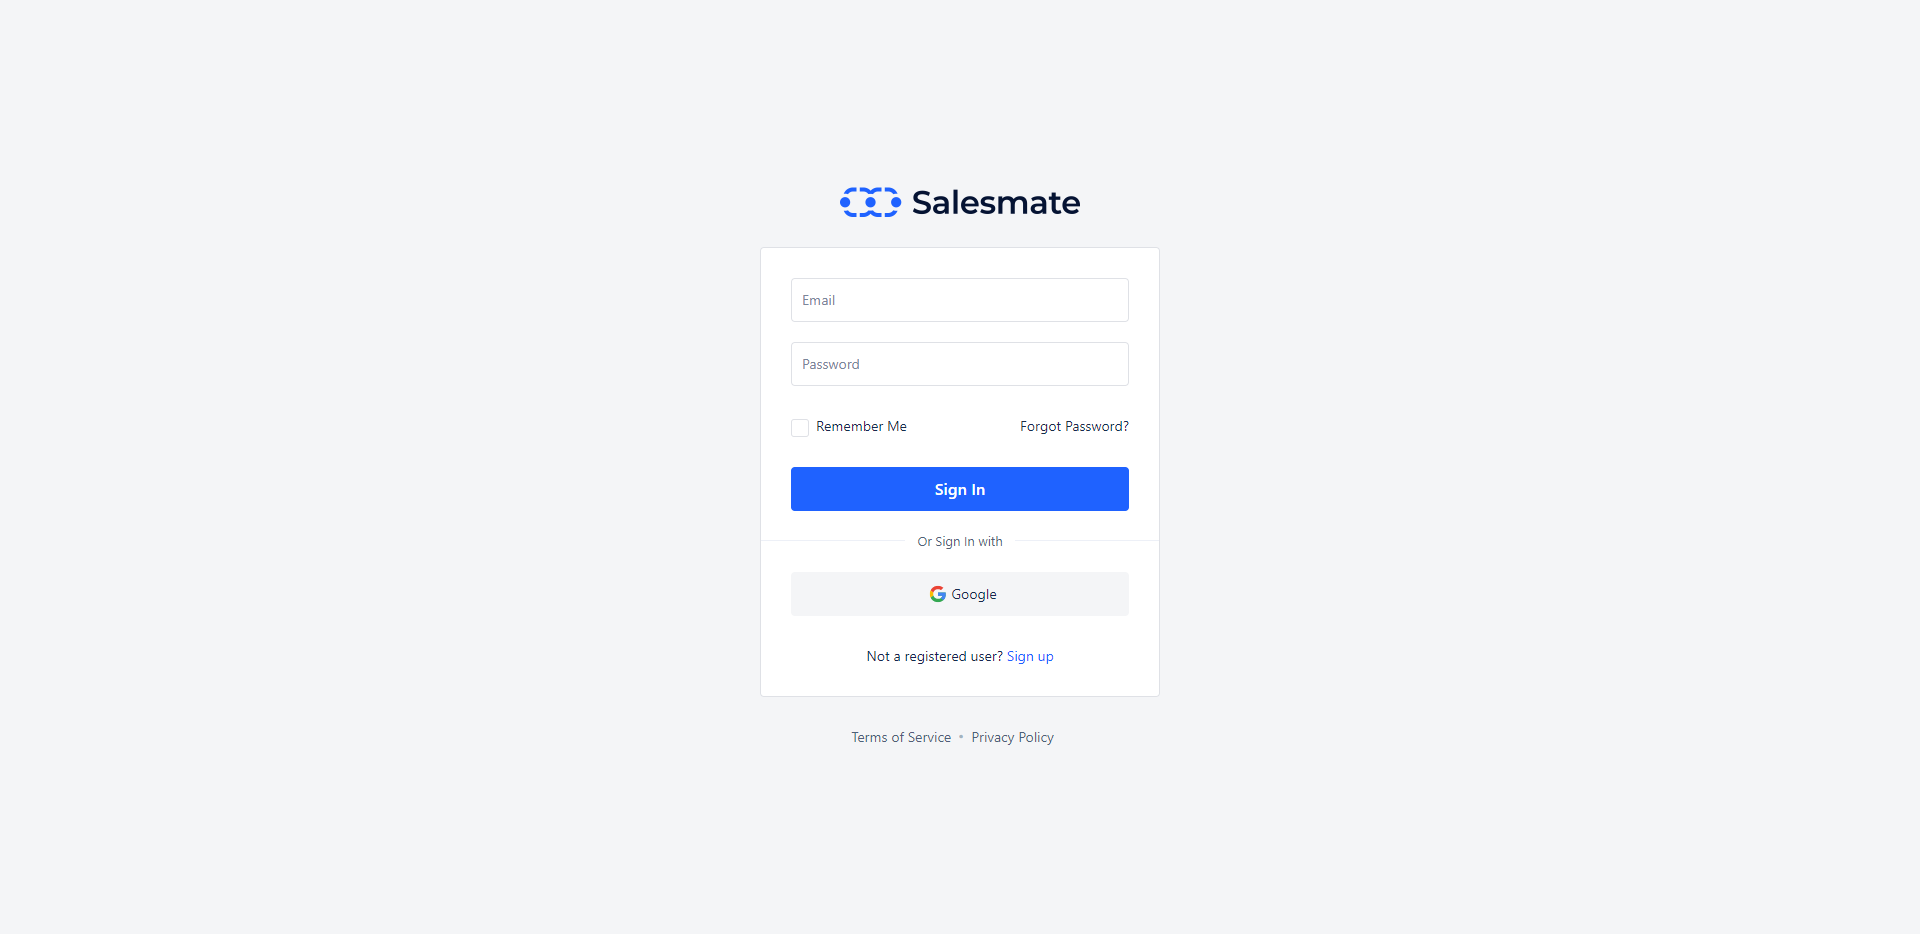 Salesmate
Email
Password
Remember Me
Forgot Password?
Sign In
Or Sign In with
Google
Not a registered user? Sign up
Terms of Service • Privacy Policy